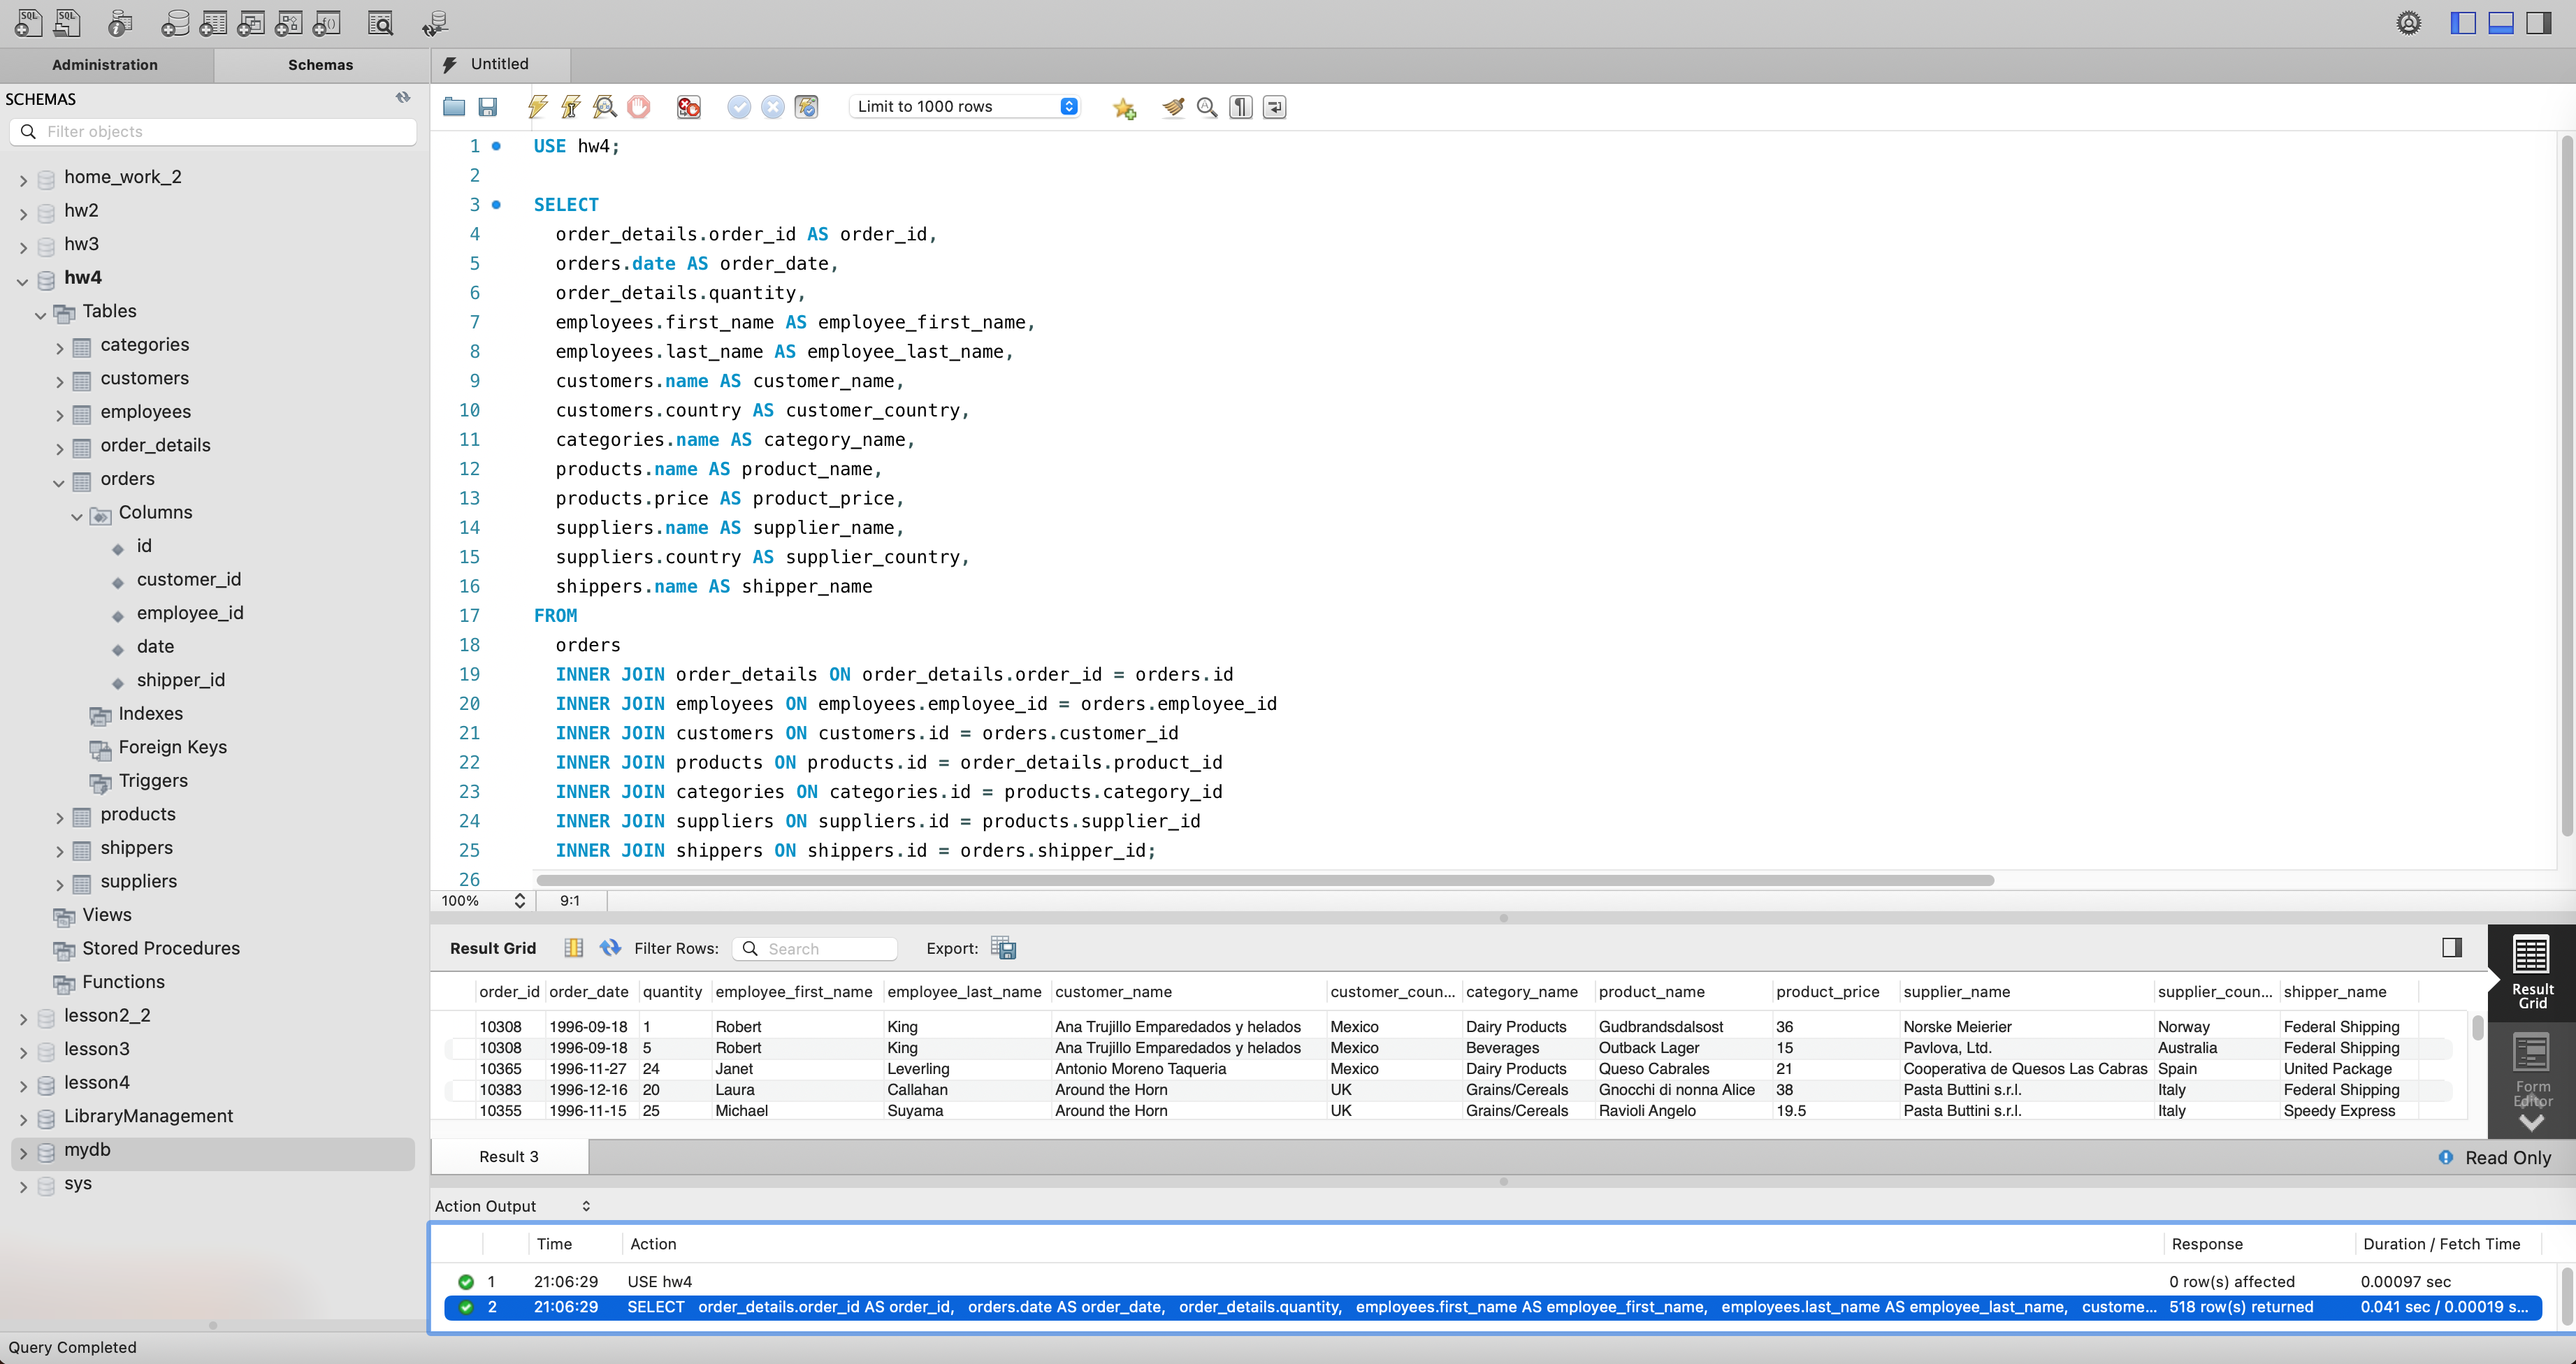 Administration
Schemas
Untitled
SCHEMAS
Filter objects
home_work_2
hw2
hw3
hw4
Tables
categories
customers
employees
order_details
orders
Columns
id
customer_id
employee_id
date
shipper_id
Indexes
Foreign Keys
Triggers
products
shippers
suppliers
Views
Stored Procedures
Functions
lesson2_2
lesson3
lesson4
LibraryManagement
mydb
sys
Limit to 1000 rows
1 USE hw4;
2
3 SELECT
4 order_details.order_id AS order_id,
5 orders.date AS order_date,
6 order_details.quantity,
7 employees.first_name AS employee_first_name,
8 employees.last_name AS employee_last_name,
9 customers.name AS customer_name,
10 customers.country AS customer_country,
11 categories.name AS category_name,
12 products.name AS product_name,
13 products.price AS product_price,
14 suppliers.name AS supplier_name,
15 suppliers.country AS supplier_country,
16 shippers.name AS shipper_name
17 FROM
18 orders
19 INNER JOIN order_details ON order_details.order_id = orders.id
20 INNER JOIN employees ON employees.employee_id = orders.employee_id
21 INNER JOIN customers ON customers.id = orders.customer_id
22 INNER JOIN products ON products.id = order_details.product_id
23 INNER JOIN categories ON categories.id = products.category_id
24 INNER JOIN suppliers ON suppliers.id = products.supplier_id
25 INNER JOIN shippers ON shippers.id = orders.shipper_id;
26
100% 9:1
Result Grid Filter Rows: Search Export:
order_id order_date quantity employee_first_name employee_last_name customer_name customer_coun... category_name product_name product_price supplier_name supplier_coun... shipper_name
10308 1996-09-18 1 Robert King Ana Trujillo Emparedados y helados Mexico Dairy Products Gudbrandsdalsost 36 Norske Meierier Norway Federal Shipping
10308 1996-09-18 5 Robert King Ana Trujillo Emparedados y helados Mexico Beverages Outback Lager 15 Pavlova, Ltd. Australia Federal Shipping
10365 1996-11-27 24 Janet Leverling Antonio Moreno Taqueria Mexico Dairy Products Queso Cabrales 21 Cooperativa de Quesos Las Cabras Spain United Package
10383 1996-12-16 20 Laura Callahan Around the Horn UK Grains/Cereals Gnocchi di nonna Alice 38 Pasta Buttini s.r.l. Italy Federal Shipping
10355 1996-11-15 25 Michael Suyama Around the Horn UK Grains/Cereals Ravioli Angelo 19.5 Pasta Buttini s.r.l. Italy Speedy Express
Result
Grid
Form
Editor
Result 3
Read Only
Action Output
Time Action Response Duration / Fetch Time
1 21:06:29 USE hw4 0 row(s) affected 0.00097 sec
2 21:06:29 SELECT order_details.order_id AS order_id, orders.date AS order_date, order_details.quantity, employees.first_name AS employee_first_name, employees.last_name AS employee_last_name, custome... 518 row(s) returned 0.041 sec / 0.00019 s...
Query Completed